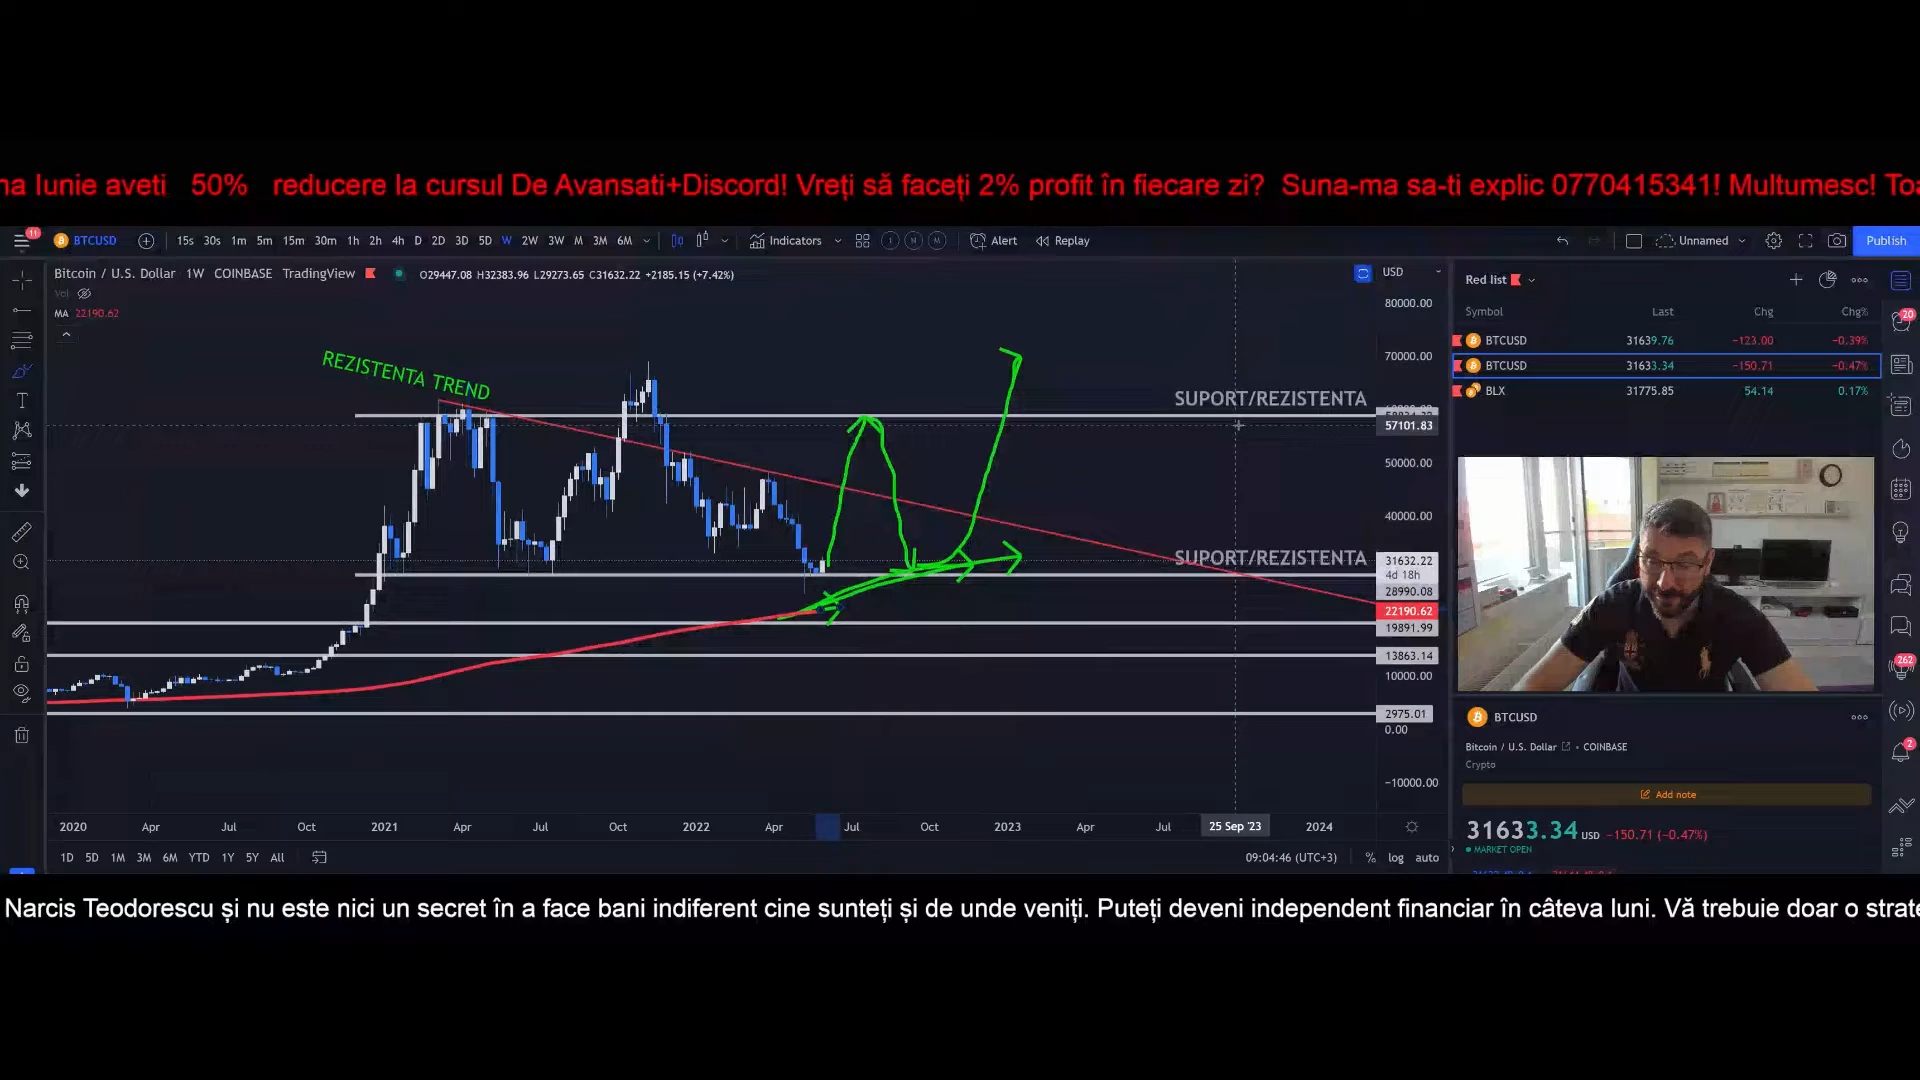 na Iunie aveti 50% reducere la cursul De Avansati+Discord! Vreți să faceți 2% profit în fiecare zi? Suna-ma sa-ti explic 0770415341! Multumesc! Toa
11
BTCUSD 15s 30s 1m 5m 15m 30m 1h 2h 4h D 2D 3D 5D W 2W 3W M 3M 6M Indicators Alert Replay Unnamed Publish
Bitcoin / U.S. Dollar 1W COINBASE TradingView O29447.08 H32383.96 L29273.65 C31632.22 +2185.15 (+7.42%) USD
Vol
MA 22190.62
Red list
Symbol Last Chg Chg%
BTCUSD 31639.76 −123.00 −0.39%
BTCUSD 31633.34 −150.71 −0.47%
BLX 31775.85 54.14 0.17%
20
REZISTENTA TREND
SUPORT/REZISTENTA
SUPORT/REZISTENTA
80000.00
70000.00
57101.83
50000.00
40000.00
31632.22
4d 18h
28990.08
22190.62
19891.99
13863.14
10000.00
2975.01
0.00
−10000.00
262
2
BTCUSD
Bitcoin / U.S. Dollar • COINBASE
Crypto
Add note
31633.34 USD −150.71 (−0.47%)
MARKET OPEN
2020 Apr Jul Oct 2021 Apr Jul Oct 2022 Apr Jul Oct 2023 Apr Jul 25 Sep '23 2024
1D 5D 1M 3M 6M YTD 1Y 5Y All 09:04:46 (UTC+3) % log auto
Narcis Teodorescu și nu este nici un secret în a face bani indiferent cine sunteți și de unde veniți. Puteți deveni independent financiar în câteva luni. Vă trebuie doar o strate